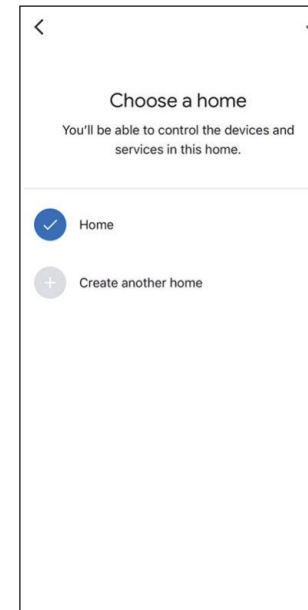 Choose a home
You'll be able to control the devices and
services in this home.
Home
Create another home